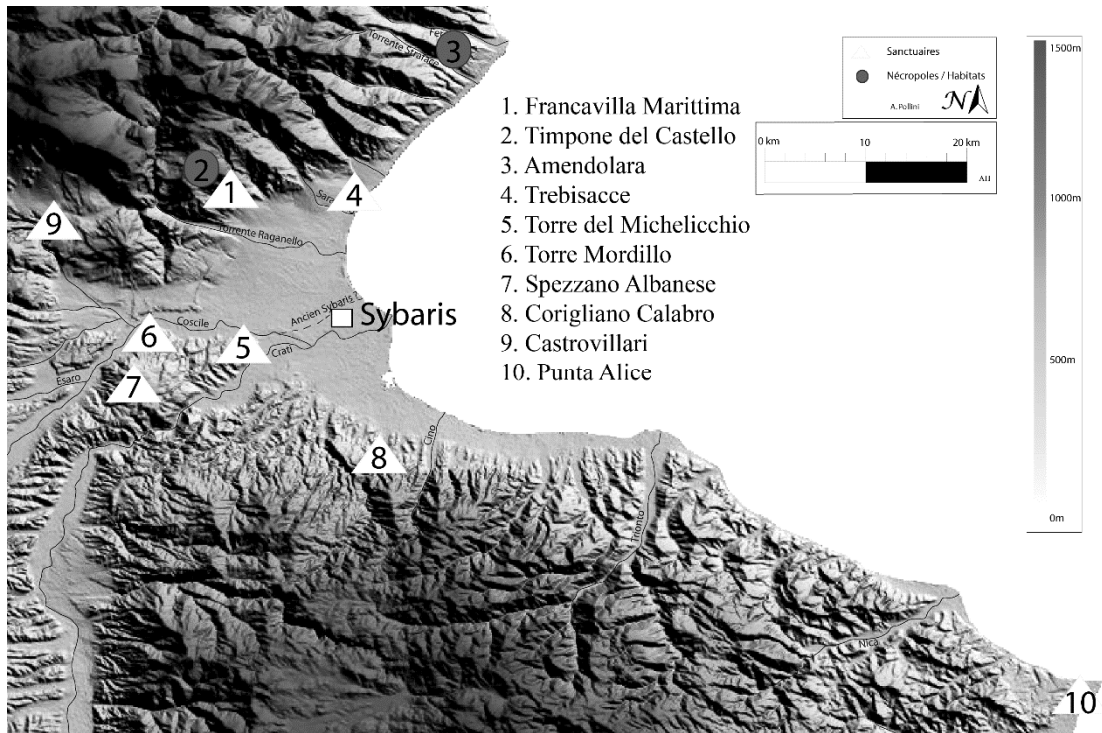 Sanctuaires
Nécropoles / Habitats
A. Pollini
N
0 km
10
20 km
1500m
1000m
500m
0m
1. Francavilla Marittima
2. Timpone del Castello
3. Amendolara
4. Trebisacce
5. Torre del Michelicchio
6. Torre Mordillo
7. Spezzano Albanese
8. Corigliano Calabro
9. Castrovillari
10. Punta Alice
3
2
1
4
9
Torrente Raganello
Ancien Sybaris ?
Sybaris
Coscile
6
5
Crati
Esaro
7
8
Cino
Trionto
Nica
10